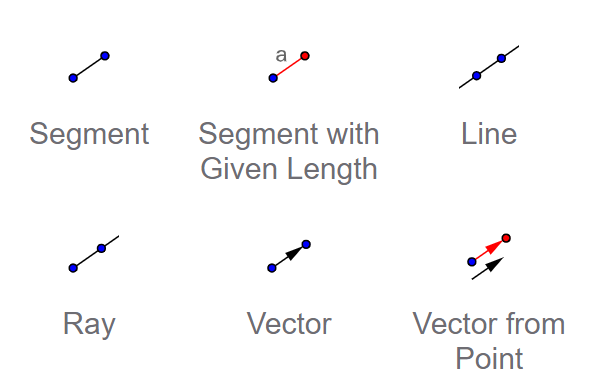 a
Segment
Segment with
Given Length
Line
Ray
Vector
Vector from
Point